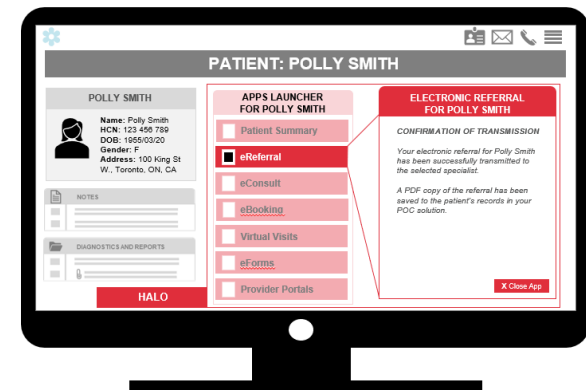 PATIENT: POLLY SMITH
POLLY SMITH
Name: Polly Smith
HCN: 123 456 789
DOB: 1955/03/20
Gender: F
Address: 100 King St
W., Toronto, ON, CA
NOTES
DIAGNOSTICS AND REPORTS
HALO
APPS LAUNCHER
FOR POLLY SMITH
Patient Summary
eReferral
eConsult
eBooking
Virtual Visits
eForms
Provider Portals
ELECTRONIC REFERRAL
FOR POLLY SMITH
CONFIRMATION OF TRANSMISSION
Your electronic referral for Polly Smith
has been successfully transmitted to
the selected specialist.
A PDF copy of the referral has been
saved to the patient's records in your
POC solution.
X Close App